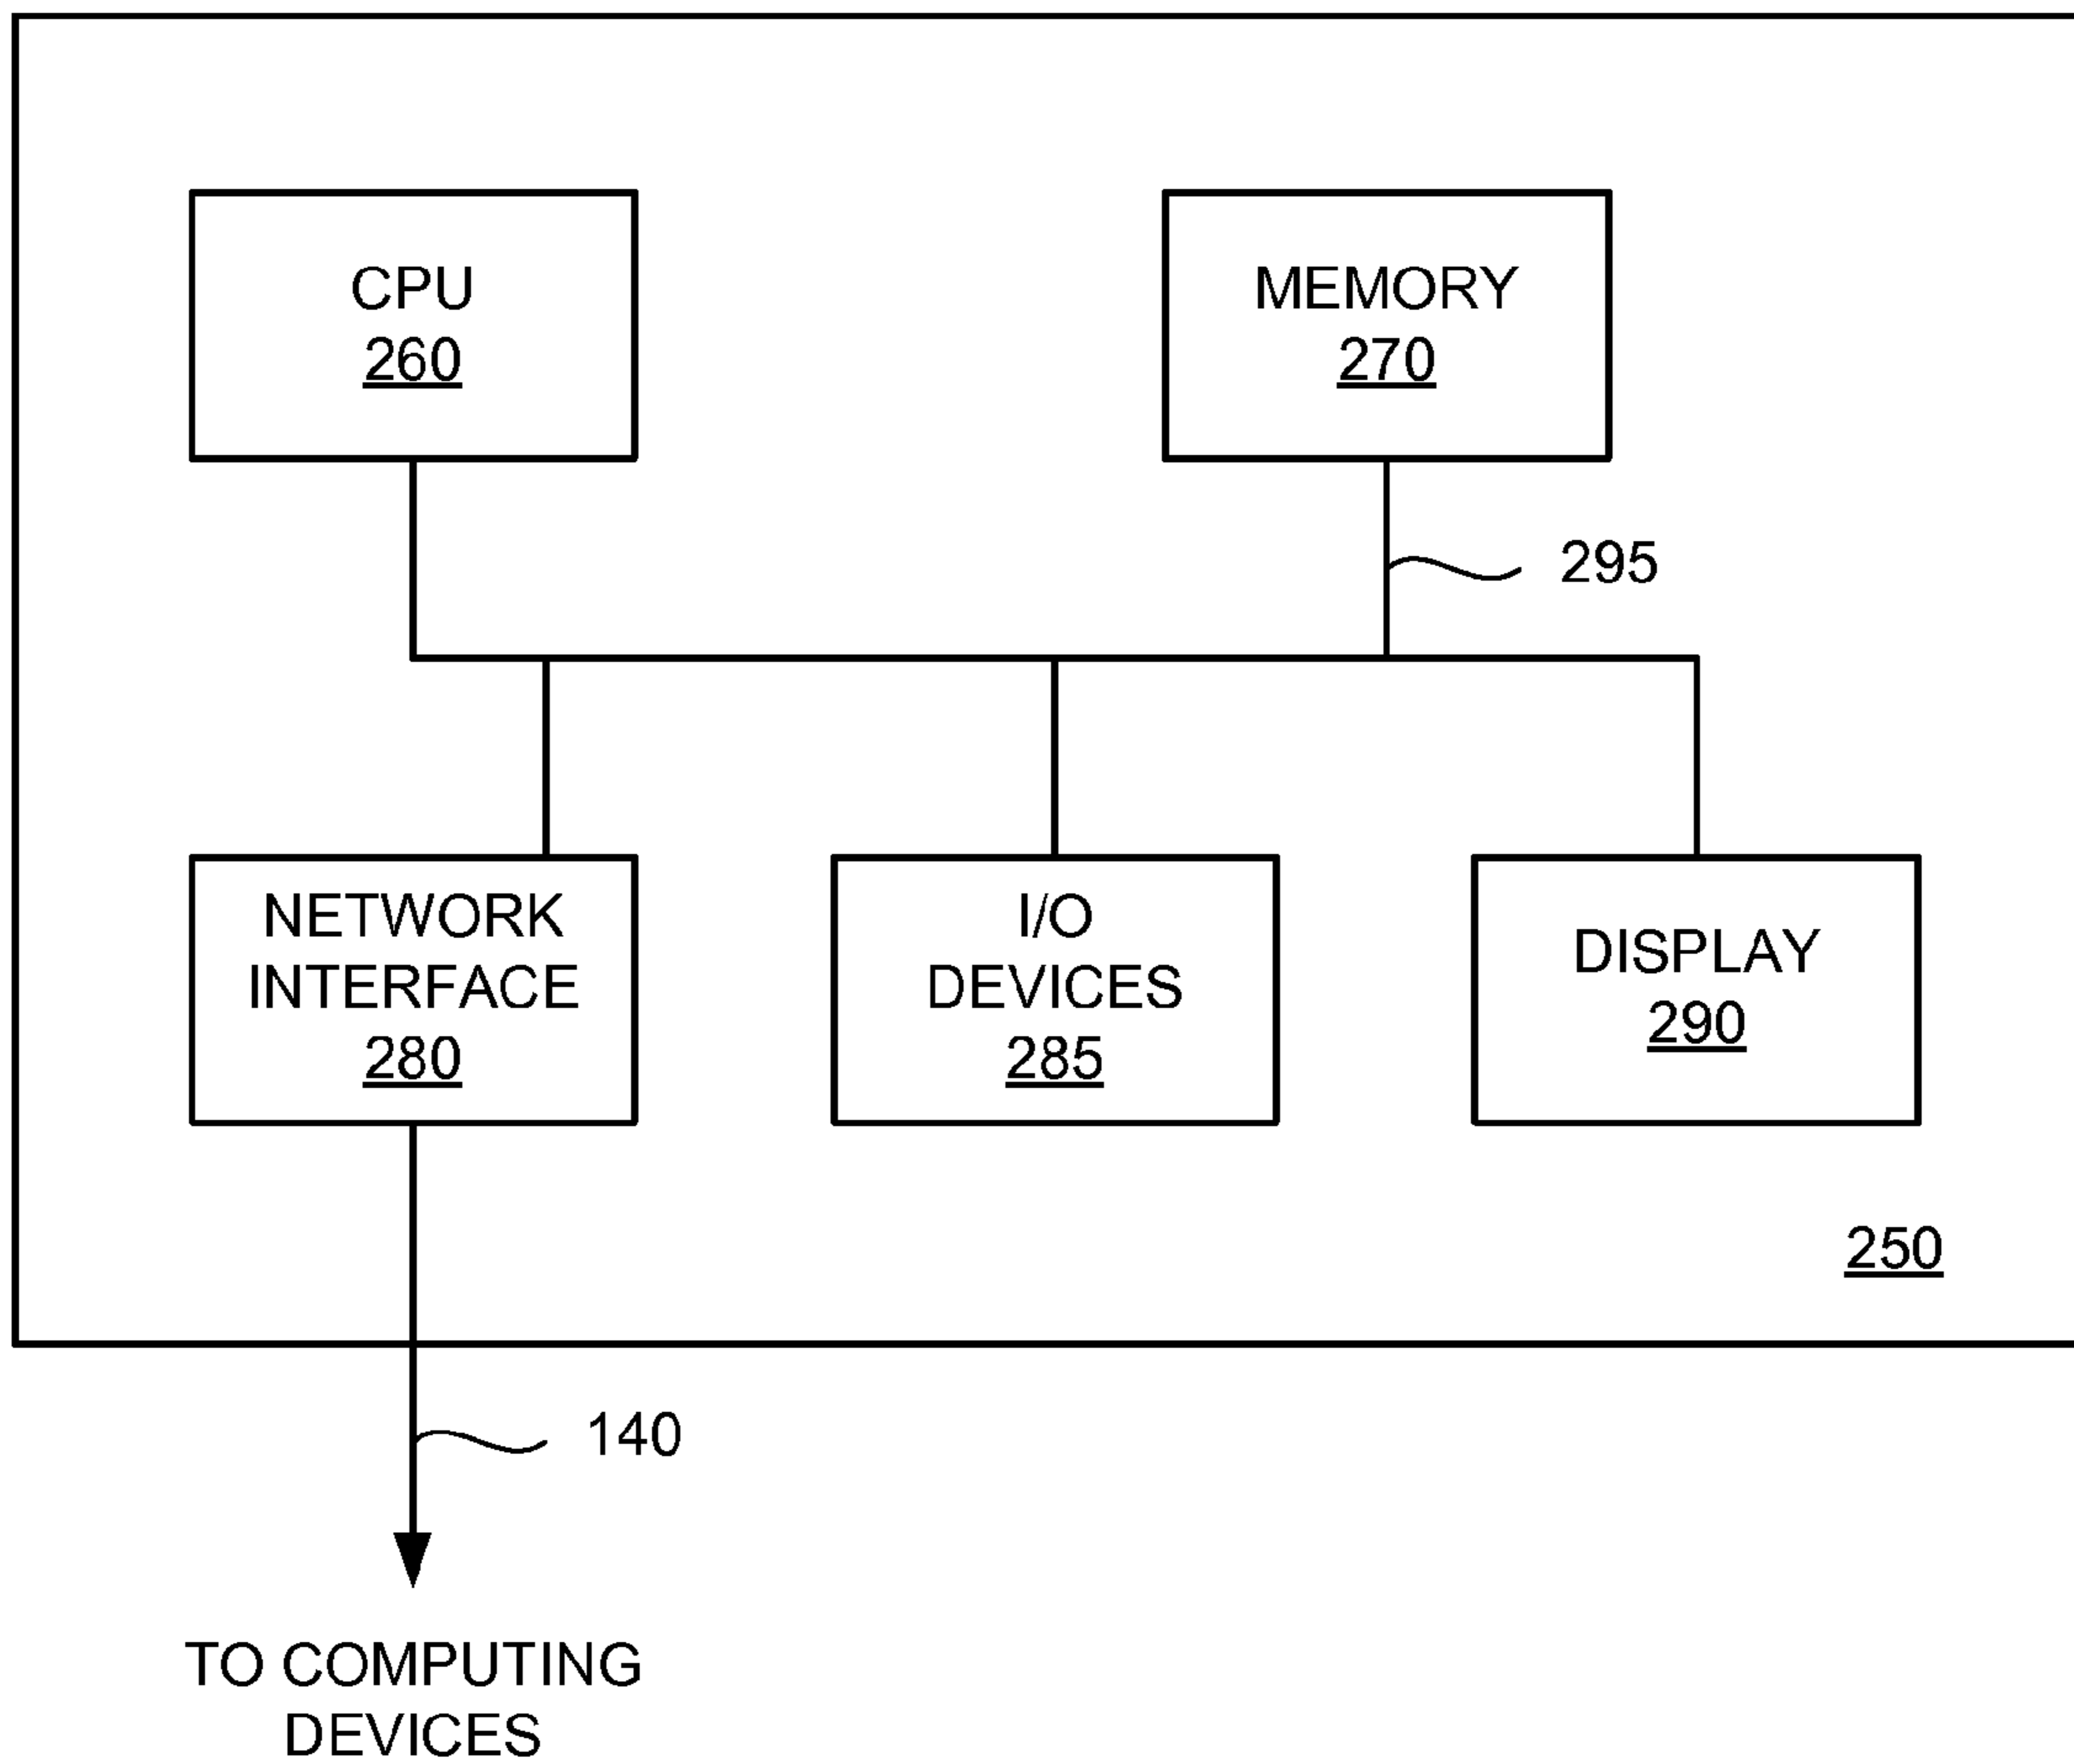 CPU
260
MEMORY
270
295
NETWORK
INTERFACE
280
I/O
DEVICES
285
DISPLAY
290
250
140
TO COMPUTING
DEVICES